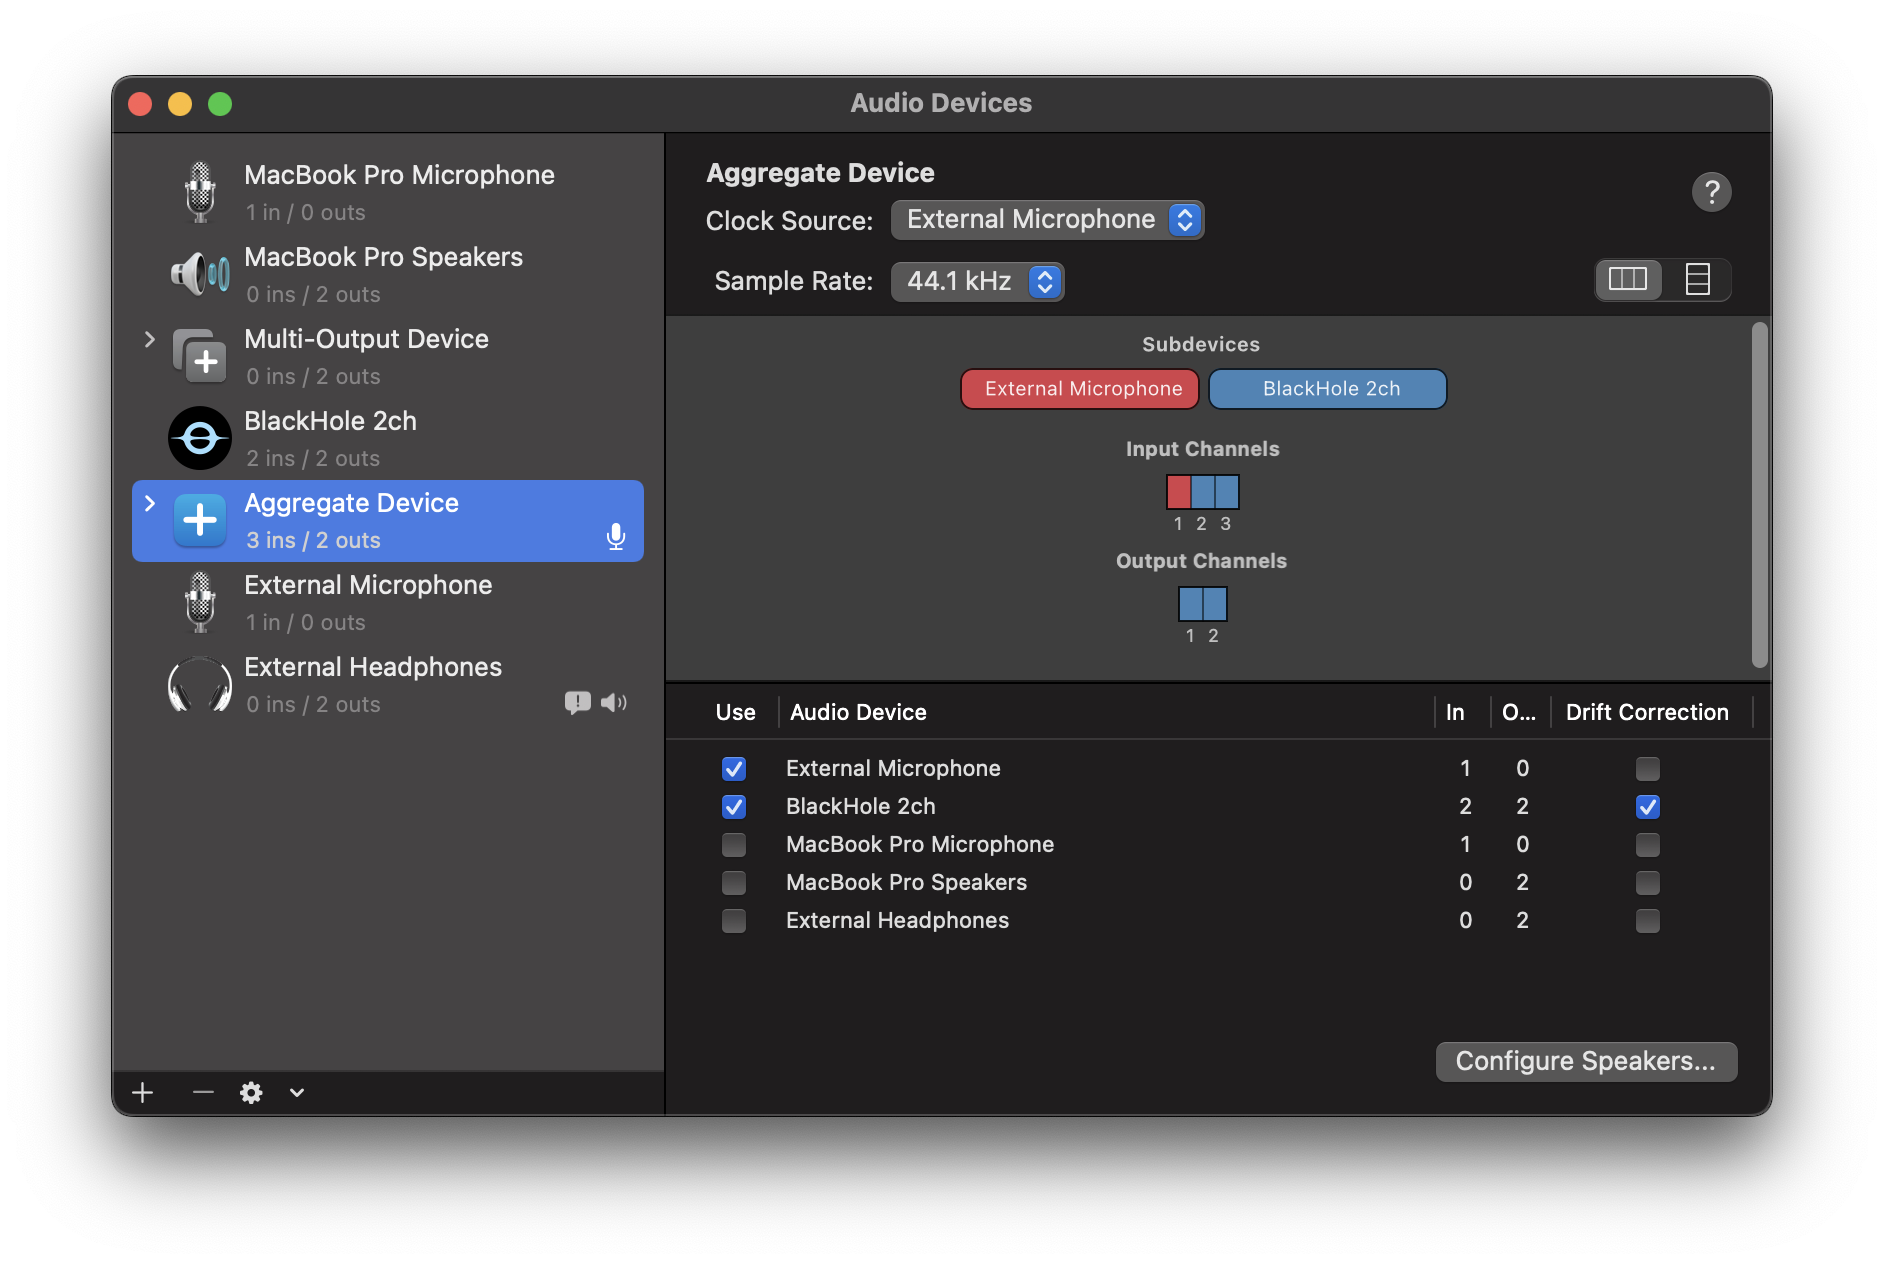 Audio Devices
MacBook Pro Microphone
1 in / 0 outs
MacBook Pro Speakers
0 ins / 2 outs
Multi-Output Device
0 ins / 2 outs
BlackHole 2ch
2 ins / 2 outs
Aggregate Device
3 ins / 2 outs
External Microphone
1 in / 0 outs
External Headphones
0 ins / 2 outs
Aggregate Device
?
Clock Source: External Microphone
Sample Rate: 44.1 kHz
Subdevices
External Microphone BlackHole 2ch
Input Channels
1 2 3
Output Channels
1 2
Use Audio Device In O... Drift Correction
External Microphone 1 0
BlackHole 2ch 2 2
MacBook Pro Microphone 1 0
MacBook Pro Speakers 0 2
External Headphones 0 2
Configure Speakers...